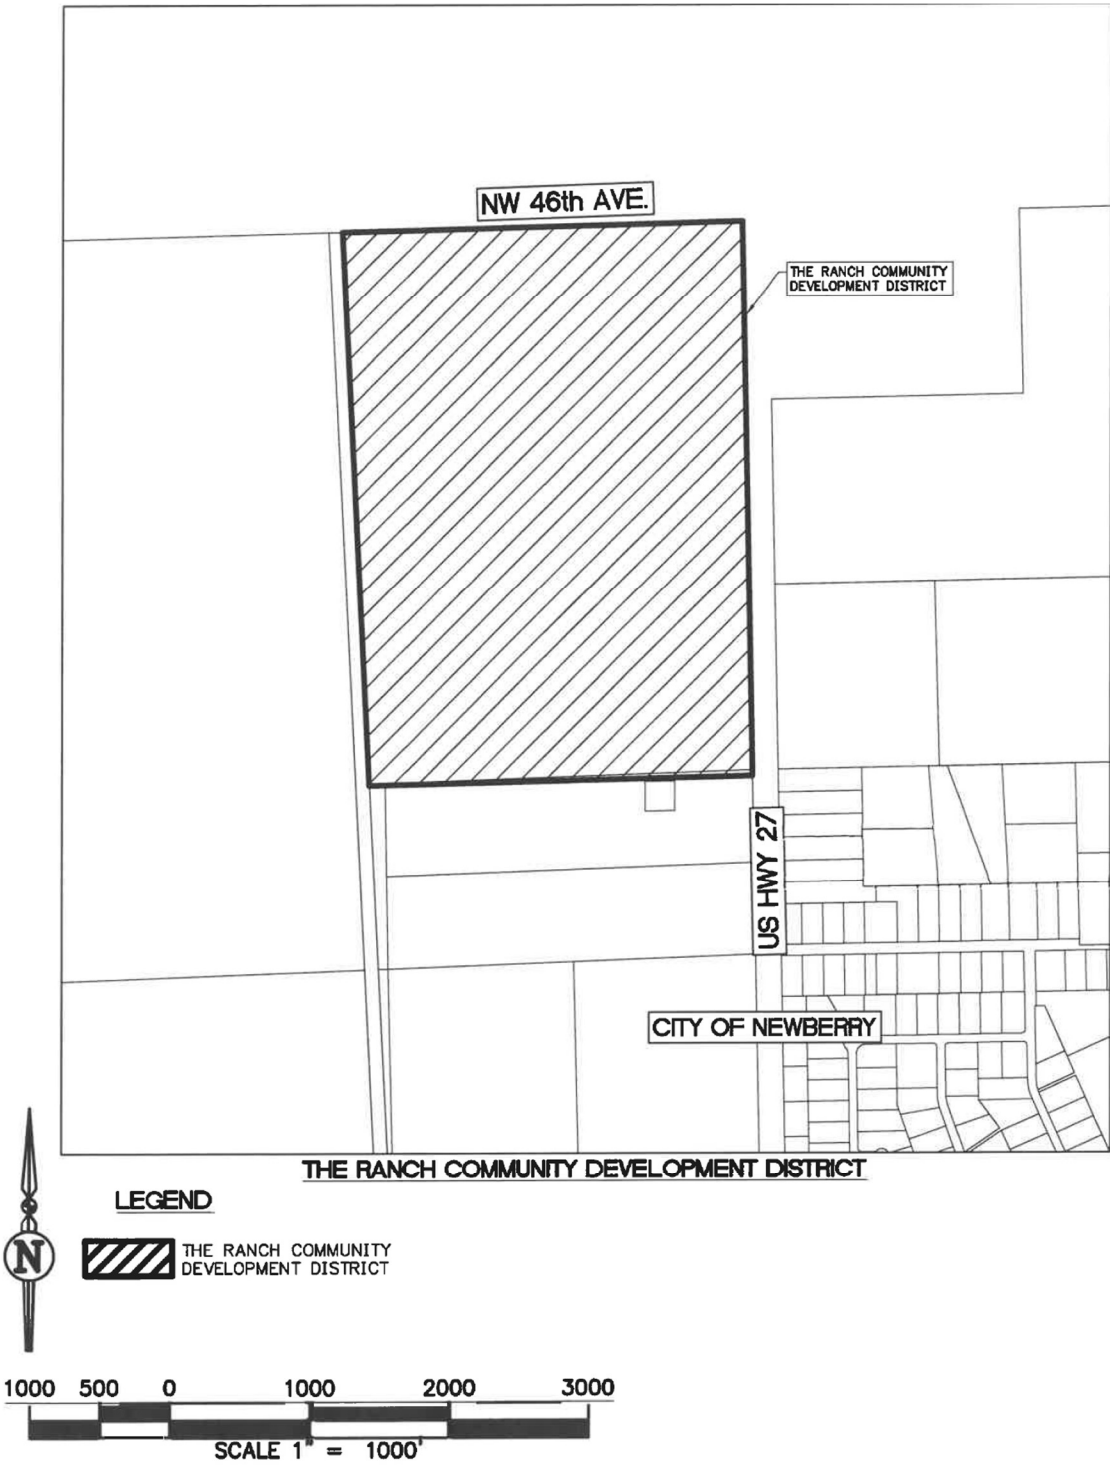 NW 46th AVE.
THE RANCH COMMUNITY
DEVELOPMENT DISTRICT
US HWY 27
CITY OF NEWBERRY
THE RANCH COMMUNITY DEVELOPMENT DISTRICT
LEGEND
THE RANCH COMMUNITY
DEVELOPMENT DISTRICT
N
1000 500 0 1000 2000 3000
SCALE 1" = 1000'